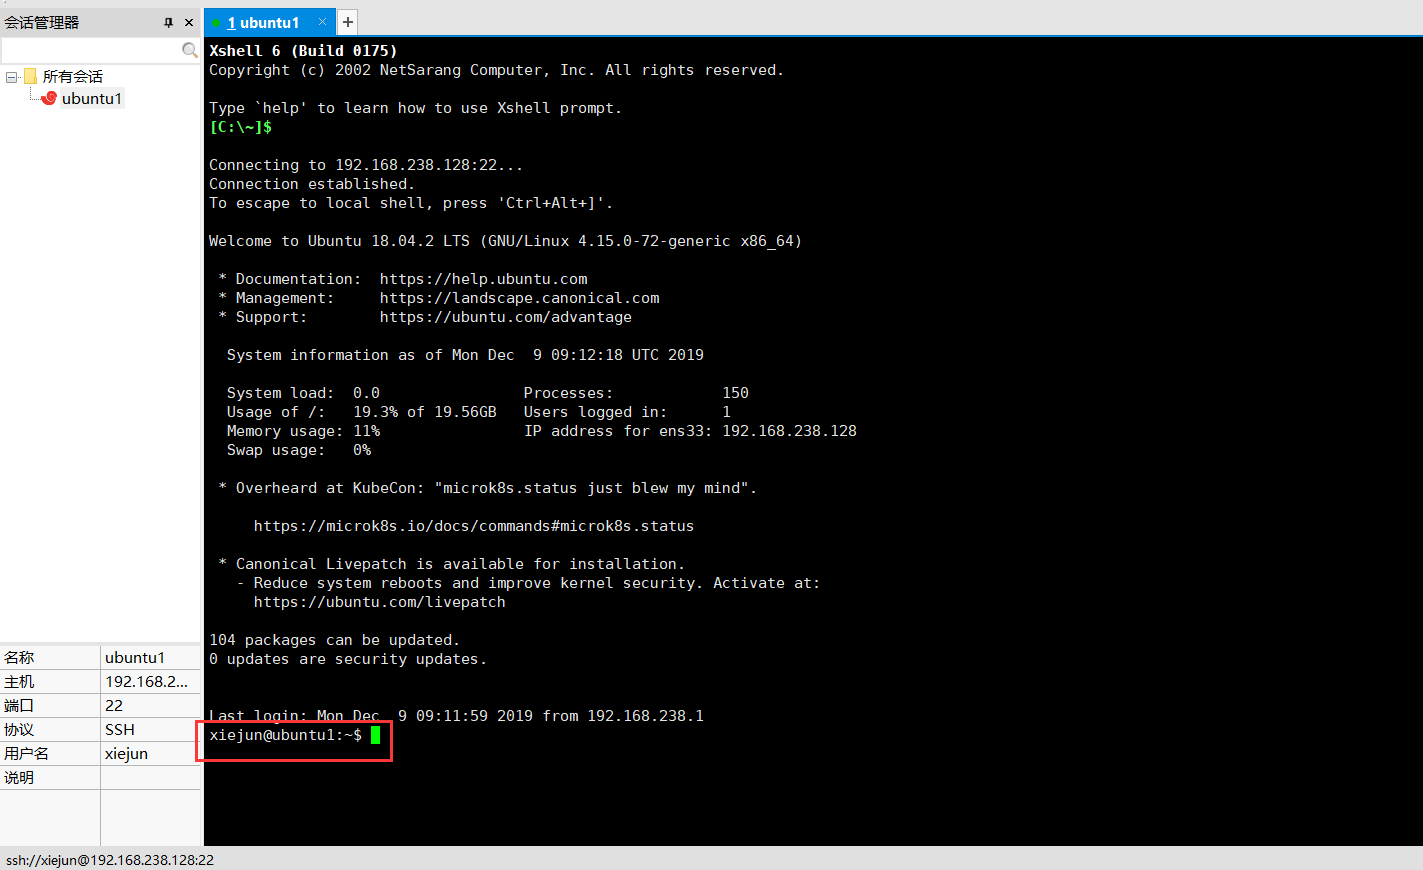 会话管理器
1 ubuntu1
+
所有会话
ubuntu1
Xshell 6 (Build 0175)
Copyright (c) 2002 NetSarang Computer, Inc. All rights reserved.
Type `help' to learn how to use Xshell prompt.
[C:\~]$
Connecting to 192.168.238.128:22...
Connection established.
To escape to local shell, press 'Ctrl+Alt+]'.
Welcome to Ubuntu 18.04.2 LTS (GNU/Linux 4.15.0-72-generic x86_64)
* Documentation:  https://help.ubuntu.com
* Management:     https://landscape.canonical.com
* Support:        https://ubuntu.com/advantage
System information as of Mon Dec  9 09:12:18 UTC 2019
System load:  0.0                Processes:            150
Usage of /:   19.3% of 19.56GB   Users logged in:      1
Memory usage: 11%                IP address for ens33: 192.168.238.128
Swap usage:   0%
* Overheard at KubeCon: "microk8s.status just blew my mind".
https://microk8s.io/docs/commands#microk8s.status
* Canonical Livepatch is available for installation.
- Reduce system reboots and improve kernel security. Activate at:
https://ubuntu.com/livepatch
104 packages can be updated.
0 updates are security updates.
Last login: Mon Dec  9 09:11:59 2019 from 192.168.238.1
xiejun@ubuntu1:~$
名称 ubuntu1
主机 192.168.2...
端口 22
协议 SSH
用户名 xiejun
说明
ssh://xiejun@192.168.238.128:22